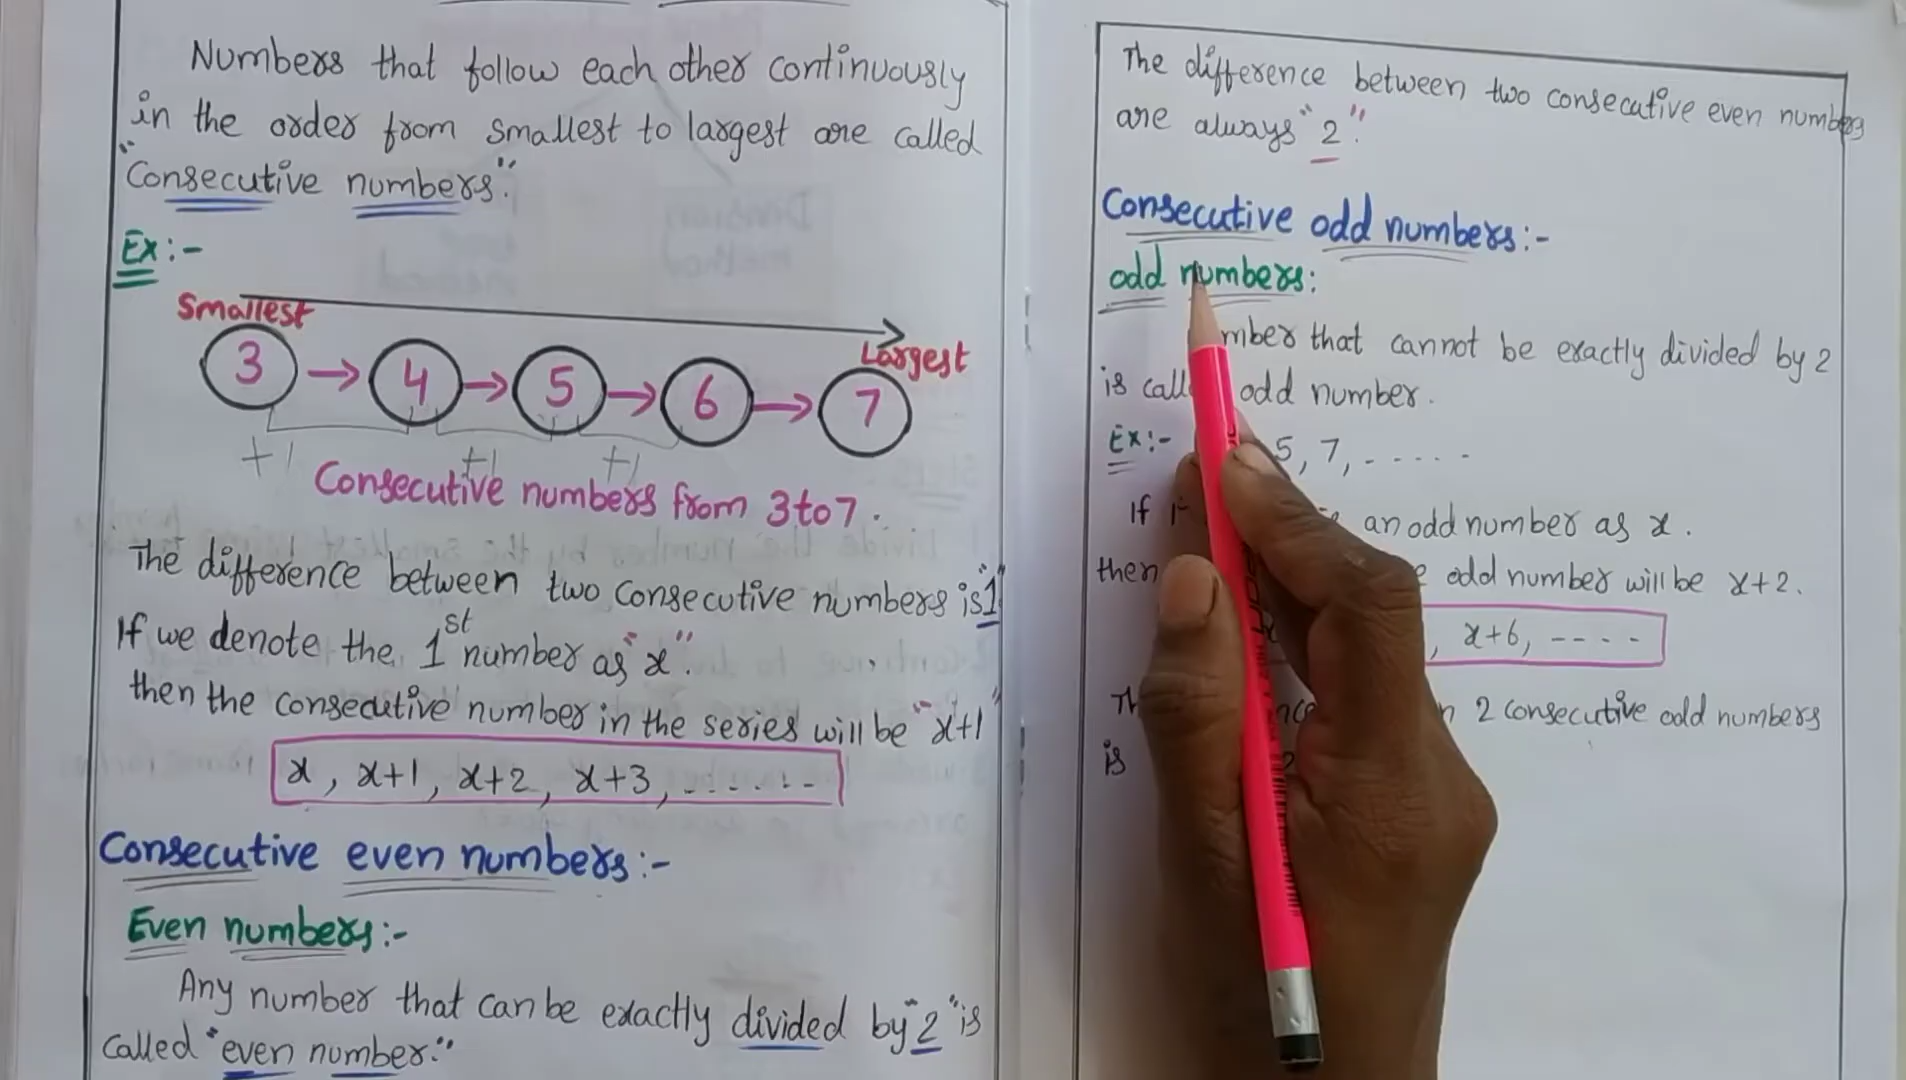 Numbers that follow each other continuously
in the order from smallest to largest are called
"Consecutive numbers".
Ex:-
Smallest
Largest
3 → 4 → 5 → 6 → 7
+1 +1 +1
Consecutive numbers from 3 to 7.
The difference between two consecutive numbers is "1"
If we denote the 1st number as "x".
then the consecutive number in the series will be "x+1"
x, x+1, x+2, x+3, ......
Consecutive even numbers:-
Even numbers:-
Any number that can be exactly divided by "2" is
called "even number."
The difference between two consecutive even numbers
are always "2".
Consecutive odd numbers:-
odd numbers:
that cannot be exactly divided by 2
is odd number.
Ex:- 5, 7, - . . . . .
If an odd number as x.
then odd number will be x+2.
, x+6, ----
2 consecutive odd numbers
is